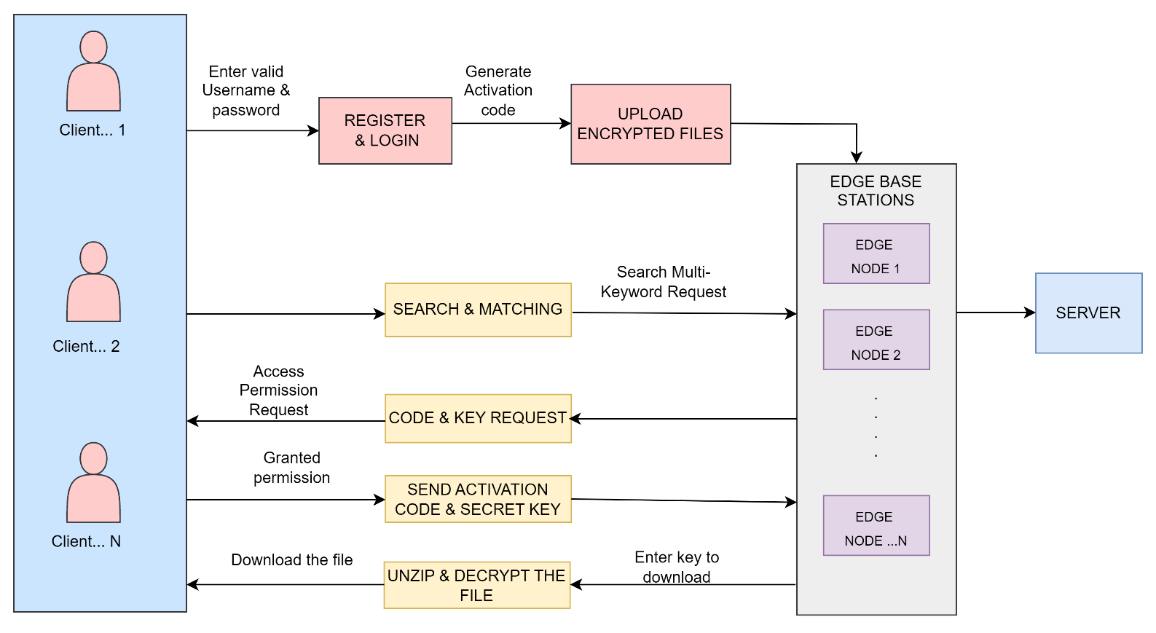 Client... 1
Enter valid
Username &
password
REGISTER
& LOGIN
Generate
Activation
code
UPLOAD
ENCRYPTED FILES
EDGE BASE
STATIONS
EDGE
NODE 1
Client... 2
SEARCH & MATCHING
Search Multi-
Keyword Request
EDGE
NODE 2
.
.
.
.
SERVER
Access
Permission
Request
CODE & KEY REQUEST
Client... N
Granted
permission
SEND ACTIVATION
CODE & SECRET KEY
EDGE
NODE ...N
Download the file
UNZIP & DECRYPT THE
FILE
Enter key to
download